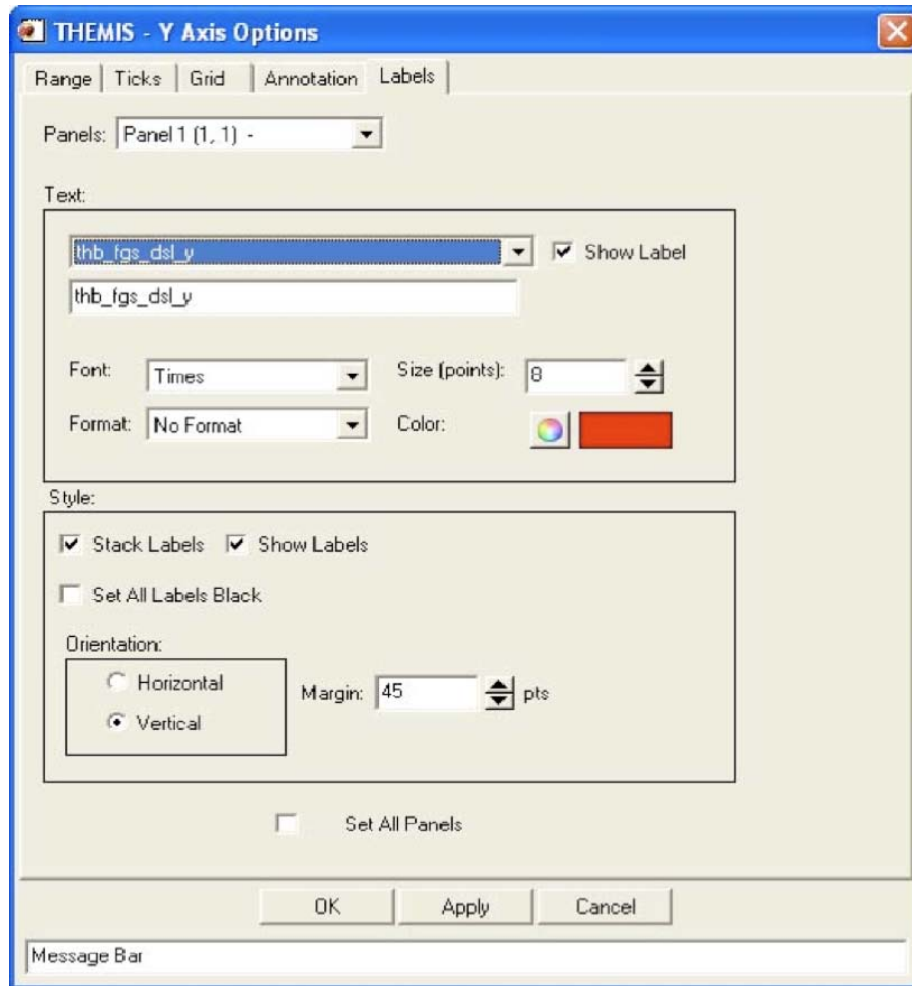 THEMIS - Y Axis Options
Range Ticks Grid Annotation Labels
Panels: Panel 1 (1, 1) -
Text:
thb_fgs_dsl_y Show Label
thb_fgs_dsl_y
Font: Times Size (points): 8
Format: No Format Color:
Style:
Stack Labels Show Labels
Set All Labels Black
Orientation:
Horizontal
Margin: 45 pts
Vertical
Set All Panels
OK Apply Cancel
Message Bar